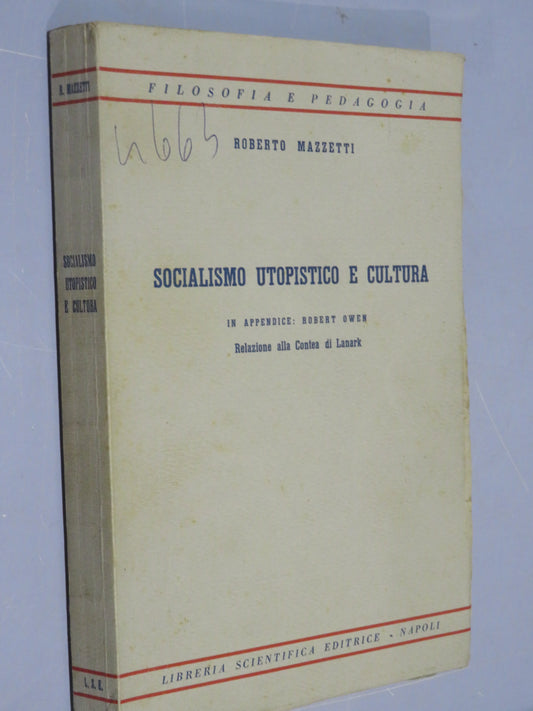 FILOSOFIA E PEDAGOGIA
ROBERTO MAZZETTI
SOCIALISMO UTOPISTICO E CULTURA
IN APPENDICE: ROBERT OWEN
Relazione alla Contea di Lanark
LIBRERIA SCIENTIFICA EDITRICE - NAPOLI
R. MAZZETTI
SOCIALISMO
UTOPISTICO
E CULTURA
L. S. E.